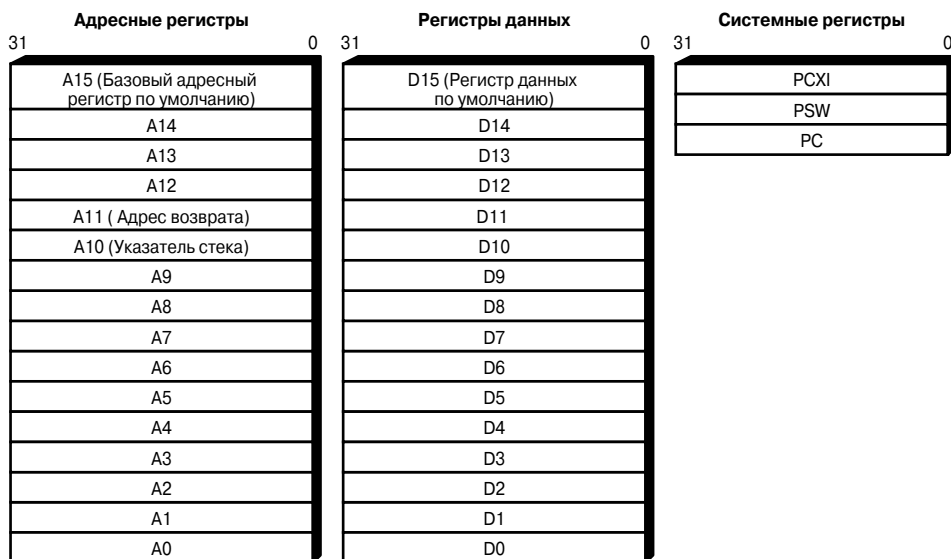 Адресные регистры
31 0
A15 (Базовый адресный
регистр по умолчанию)
A14
A13
A12
A11 ( Адрес возврата)
A10 (Указатель стека)
A9
A8
A7
A6
A5
A4
A3
A2
A1
A0
Регистры данных
31 0
D15 (Регистр данных
по умолчанию)
D14
D13
D12
D11
D10
D9
D8
D7
D6
D5
D4
D3
D2
D1
D0
Системные регистры
31 0
PCXI
PSW
PC